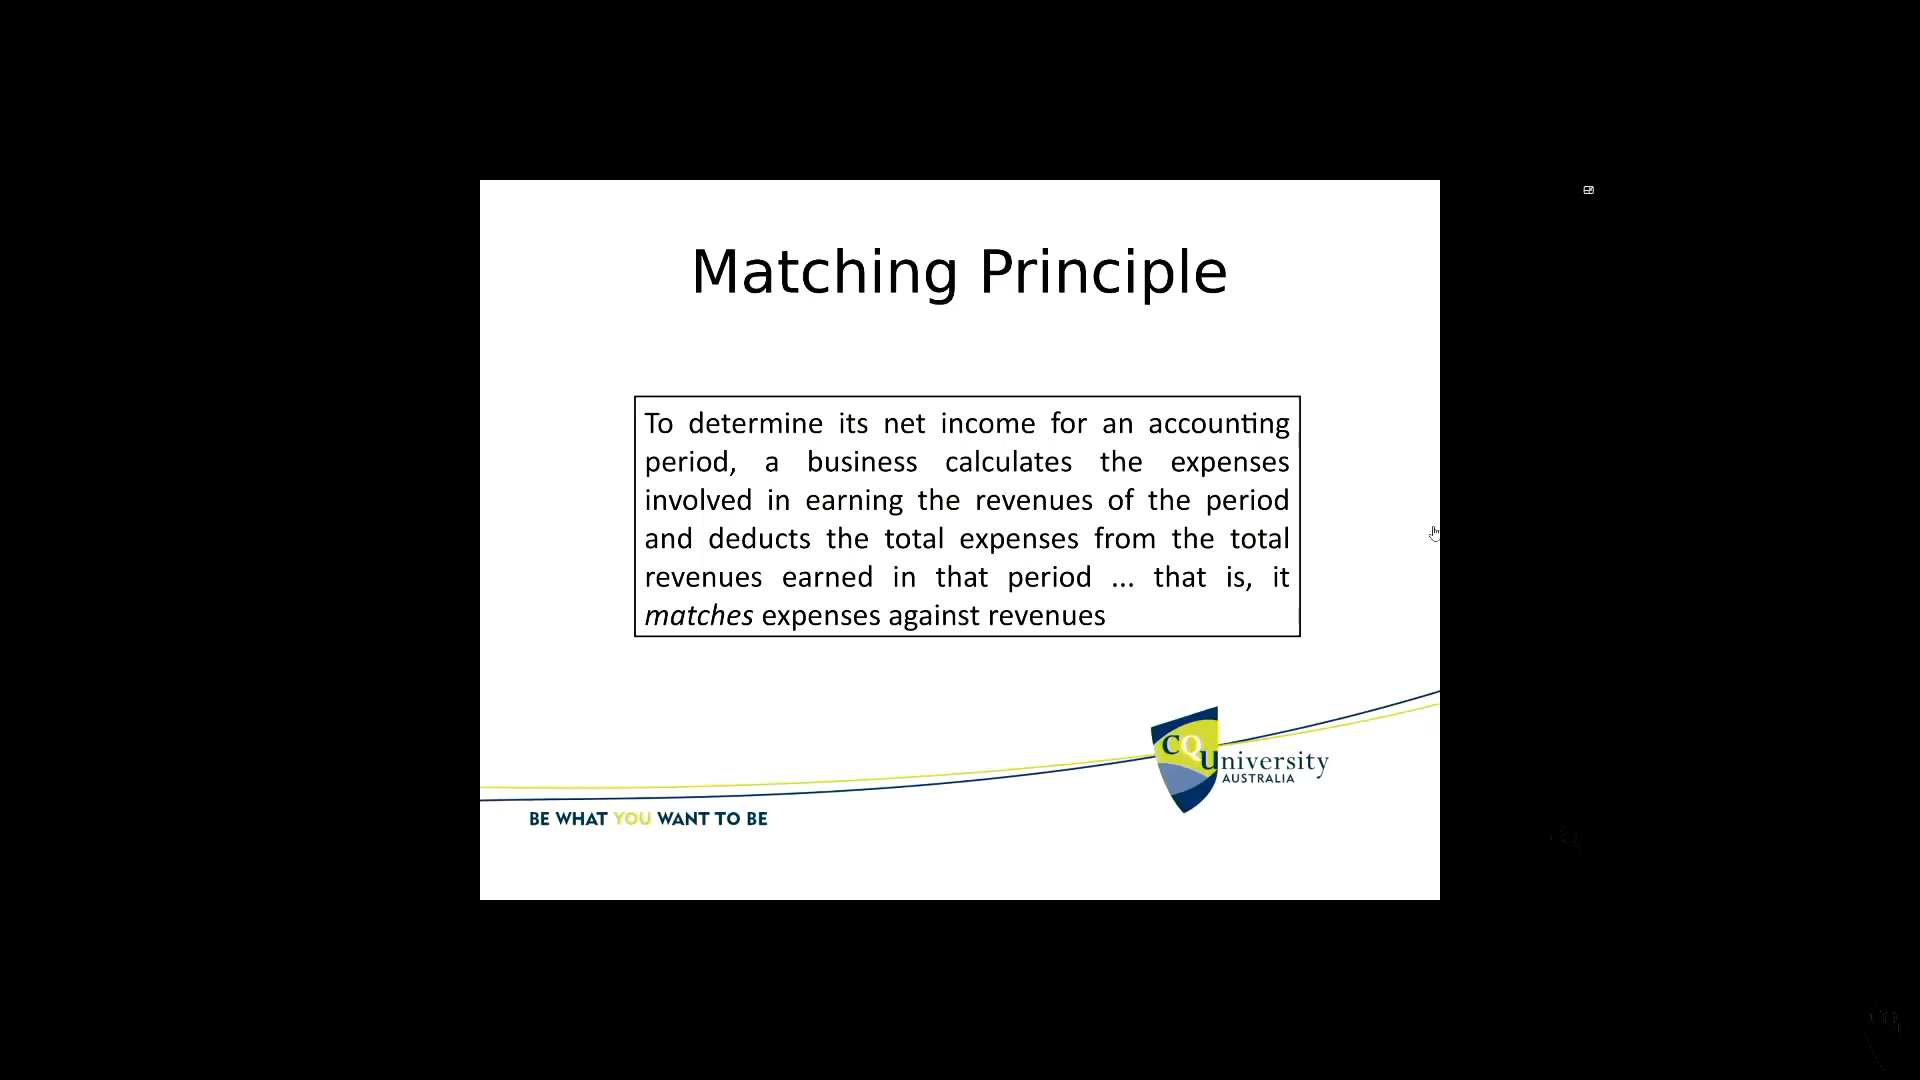 Matching Principle
To determine its net income for an accounting
period, a business calculates the expenses
involved in earning the revenues of the period
and deducts the total expenses from the total
revenues earned in that period ... that is, it
matches expenses against revenues
CQUniversity
AUSTRALIA
BE WHAT YOU WANT TO BE